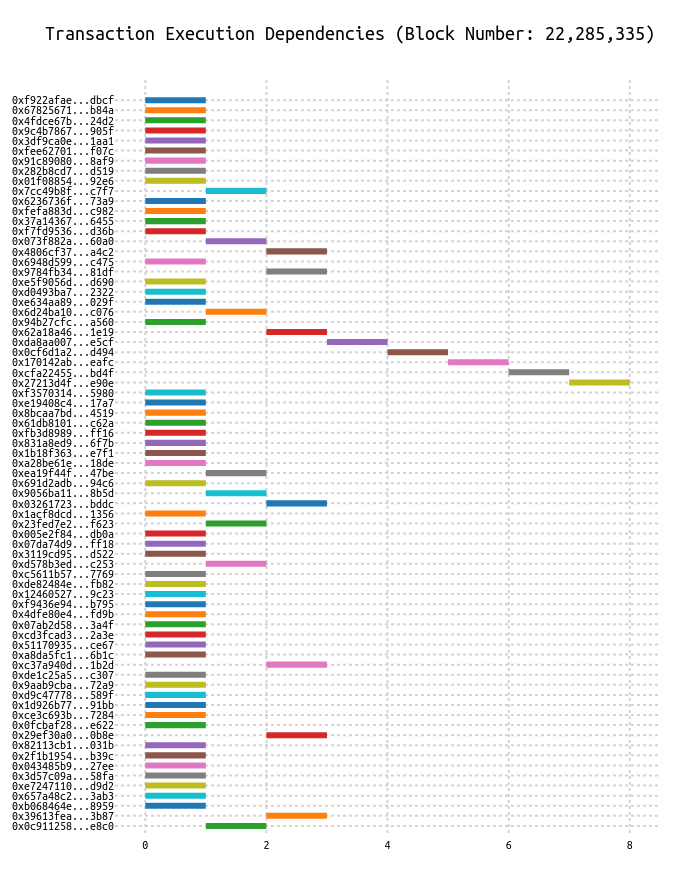 Transaction Execution Dependencies (Block Number: 22,285,335)
0xf922afae...dbcf
0x67825671...b84a
0x4fdce67b...24d2
0x9c4b7867...905f
0x3df9ca0e...1aa1
0xfee62701...f07c
0x91c89080...8af9
0x282b8cd7...d519
0x01f08854...92e6
0x7cc49b8f...c7f7
0x6236736f...73a9
0xfefa883d...c982
0x37a14367...6455
0xf7fd9536...d36b
0x073f882a...60a0
0x4806cf37...a4c2
0x6948d599...c475
0x9784fb34...81df
0xe5f9056d...d690
0xd0493ba7...2322
0xe634aa89...029f
0x6d24ba10...c076
0x94b27cfc...a560
0x62a18a46...1e19
0xda8aa007...e5cf
0x0cf6d1a2...d494
0x170142ab...eafc
0xcfa22455...bd4f
0x27213d4f...e90e
0xf3570314...5980
0xe19408c4...17a7
0x8bcaa7bd...4519
0x61db8101...c62a
0xfb3d8989...ff16
0x831a8ed9...6f7b
0x1b18f363...e7f1
0xa28be61e...18de
0xea19f44f...47be
0x691d2adb...94c6
0x9056ba11...8b5d
0x03261723...bddc
0x1acf8dcd...1356
0x23fed7e2...f623
0x005e2f84...db0a
0x07da74d9...ff18
0x3119cd95...d522
0xd578b3ed...c253
0xc5611b57...7769
0xde82484e...fb82
0x12460527...9c23
0xf9436e94...b795
0x4dfe80e4...fd9b
0x07ab2d58...3a4f
0xcd3fcad3...2a3e
0x51170935...ce67
0xa8da5fc1...6b1c
0xc37a940d...1b2d
0xde1c25a5...c307
0x9aab9cba...72a9
0xd9c47778...589f
0x1d926b77...91bb
0xce3c693b...7284
0x0fcbaf28...e622
0x29ef30a0...0b8e
0x82113cb1...031b
0x2f1b1954...b39c
0x043485b9...27ee
0x3d57c09a...58fa
0xe7247110...d9d2
0x657a48c2...3ab3
0xb068464e...8959
0x39613fea...3b87
0x0c911258...e8c0
0 2 4 6 8